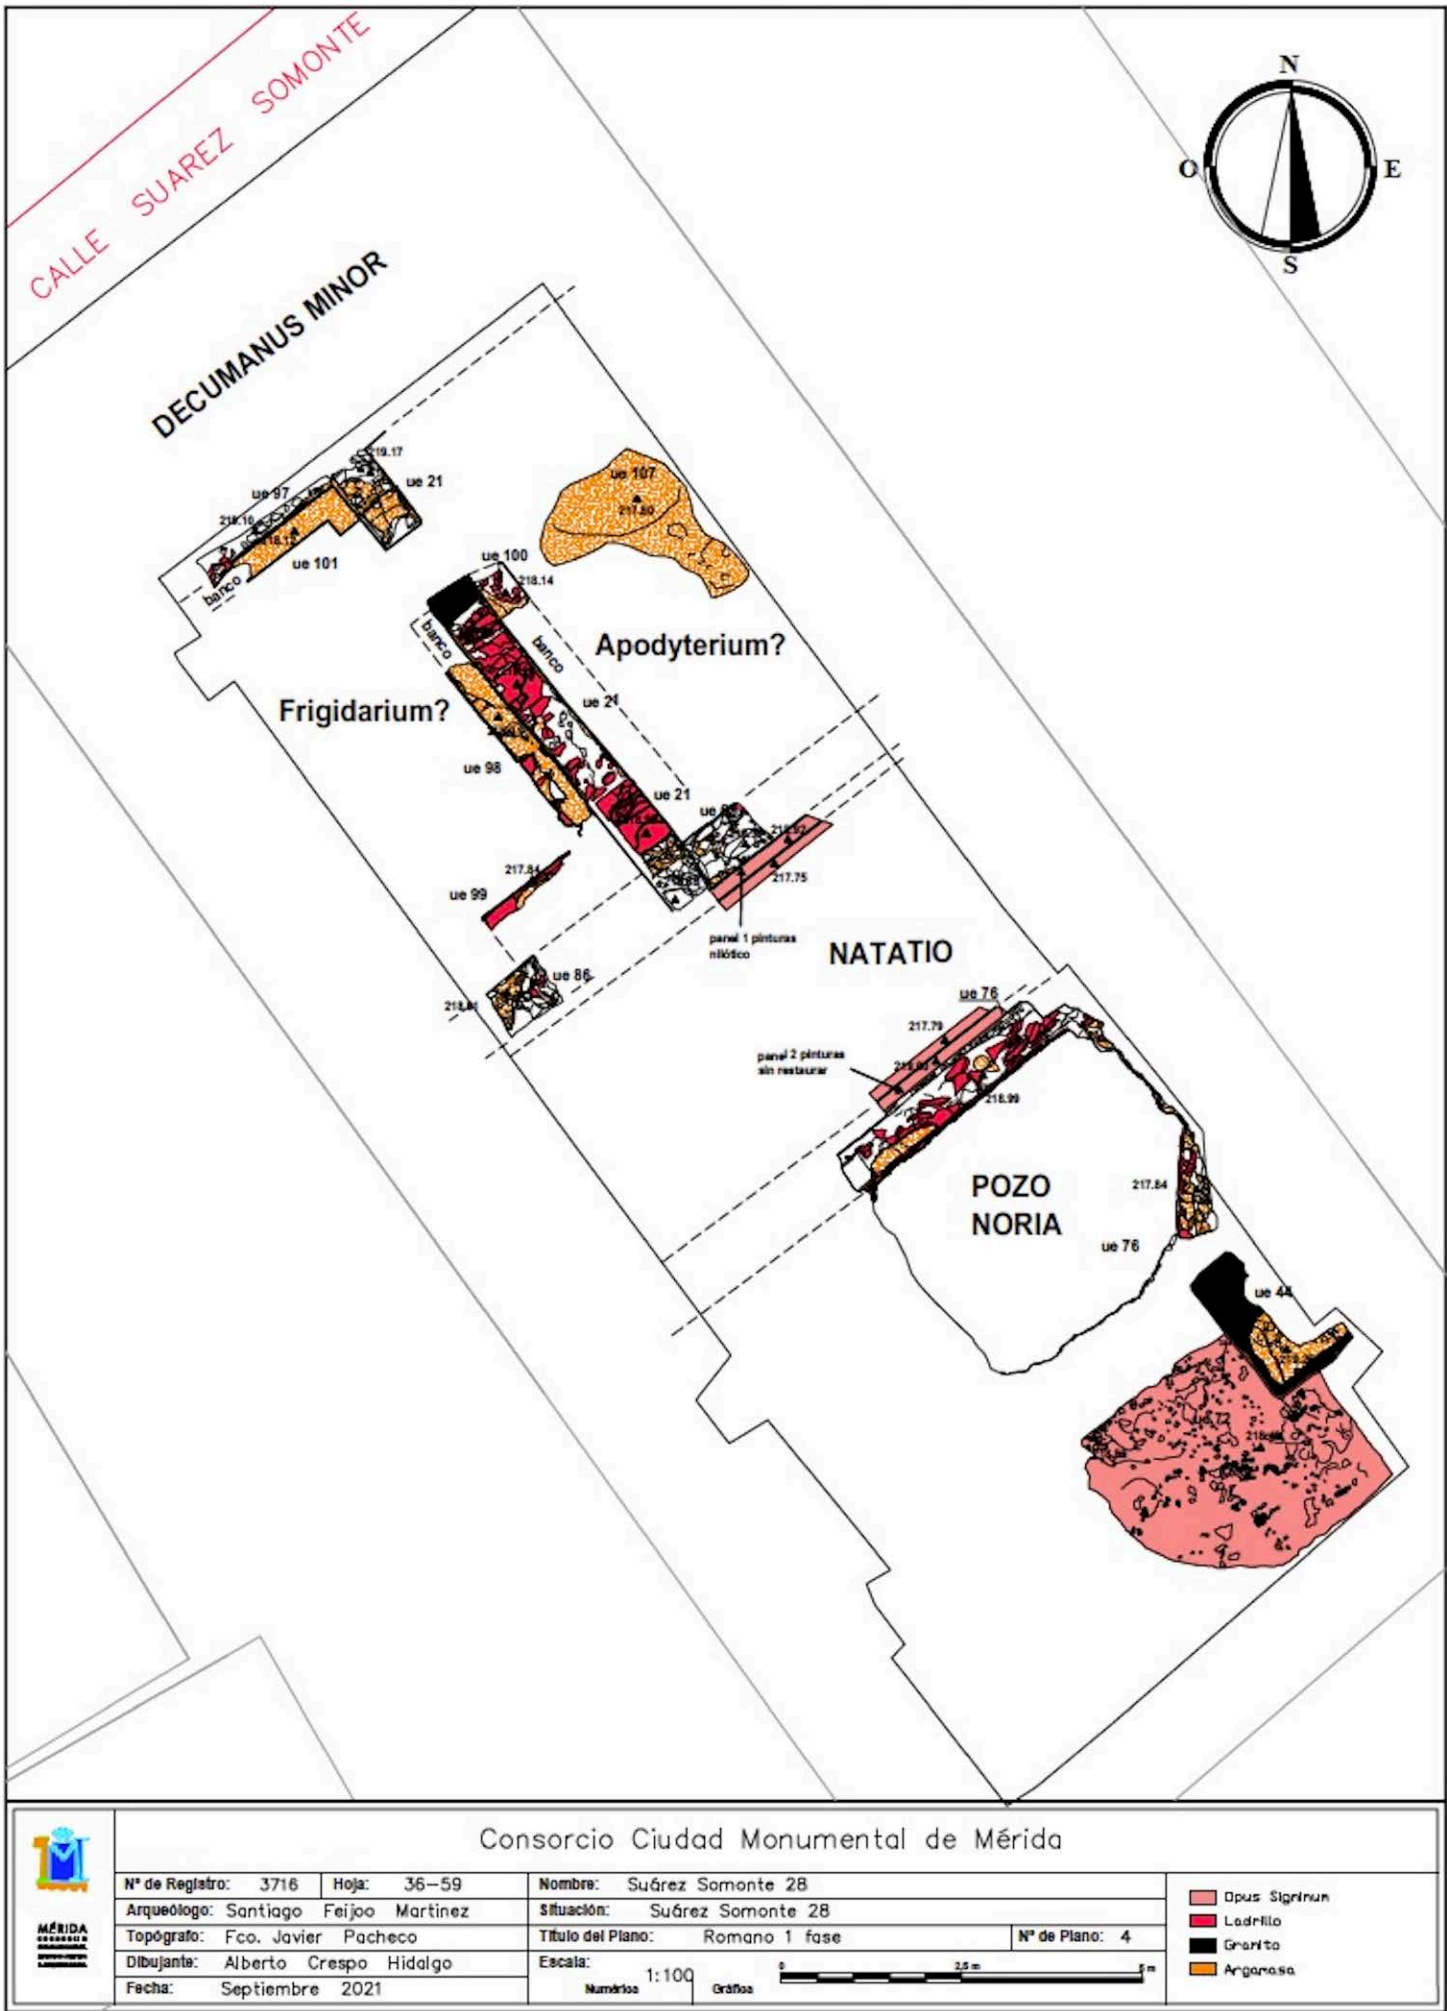 CALLE SUAREZ SOMONTE
N
O
E
S
DECUMANUS MINOR
219.17
ue 97
ue 21
ue 107
217.80
ue 101
banco
ue 100
218.14
banco
banco
Apodyterium?
Frigidarium?
ue 21
ue 98
ue 21
217.84
217.75
ue 99
panel 1 pinturas
nilótico
NATATIO
ue 86
ue 76
217.79
panel 2 pinturas
sin restaurar
218.99
POZO
NORIA
217.84
ue 76
ue 44
Consorcio Ciudad Monumental de Mérida
Nº de Registro: 3716 Hoja: 36-59
Nombre: Suárez Somonte 28
Arqueólogo: Santiago Feijoo Martinez
Situación: Suárez Somonte 28
Topógrafo: Fco. Javier Pacheco
Título del Plano: Romano 1 fase
Nº de Plano: 4
Dibujante: Alberto Crespo Hidalgo
Escala:
Numérica 1:100 Gráfica
0 2,5 m 5 m
Fecha: Septiembre 2021
MÉRIDA
Opus Signinum
Ladrillo
Granito
Argamasa